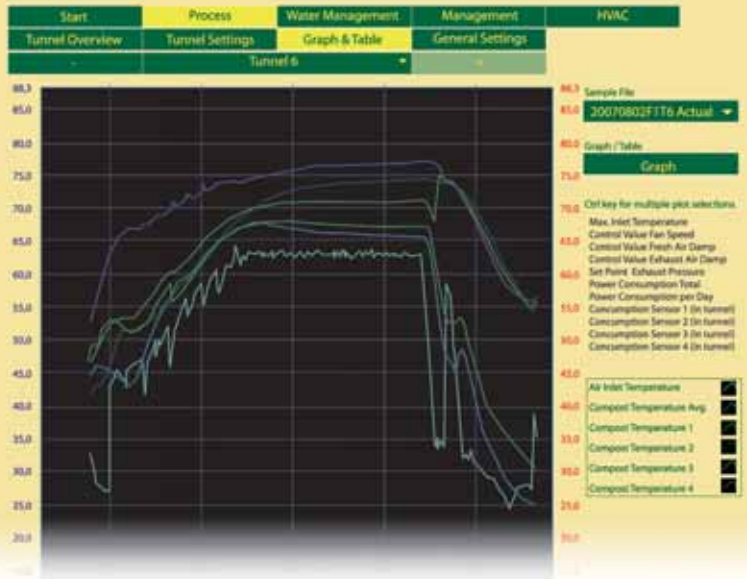 Start Process Water Management Management HVAC
Tunnel Overview Tunnel Settings Graph & Table General Settings
- Tunnel 6
88,3 88,3 Sample File
85,0 85,0 20070802F1T6 Actual
80,0 80,0 Graph / Table
75,0 75,0 Graph
70,0 70,0 Ctrl key for multiple plot selections
Max. Inlet Temperature
Control Value Fan Speed
65,0 65,0 Control Value Fresh Air Damp
Control Value Exhaust Air Damp
60,0 60,0 Set Point Exhaust Pressure
Power Consumption Total
Power Consumption per Day
55,0 55,0 Concumption Sensor 1 (in tunnel)
Concumption Sensor 2 (in tunnel)
50,0 50,0 Concumption Sensor 3 (in tunnel)
Concumption Sensor 4 (in tunnel)
45,0 45,0
Air Inlet Temperature
40,0 40,0 Compost Temperature Avg
35,0 35,0 Compost Temperature 1
Compost Temperature 2
30,0 30,0 Compost Temperature 3
Compost Temperature 4
25,0 25,0
20,0 20,0